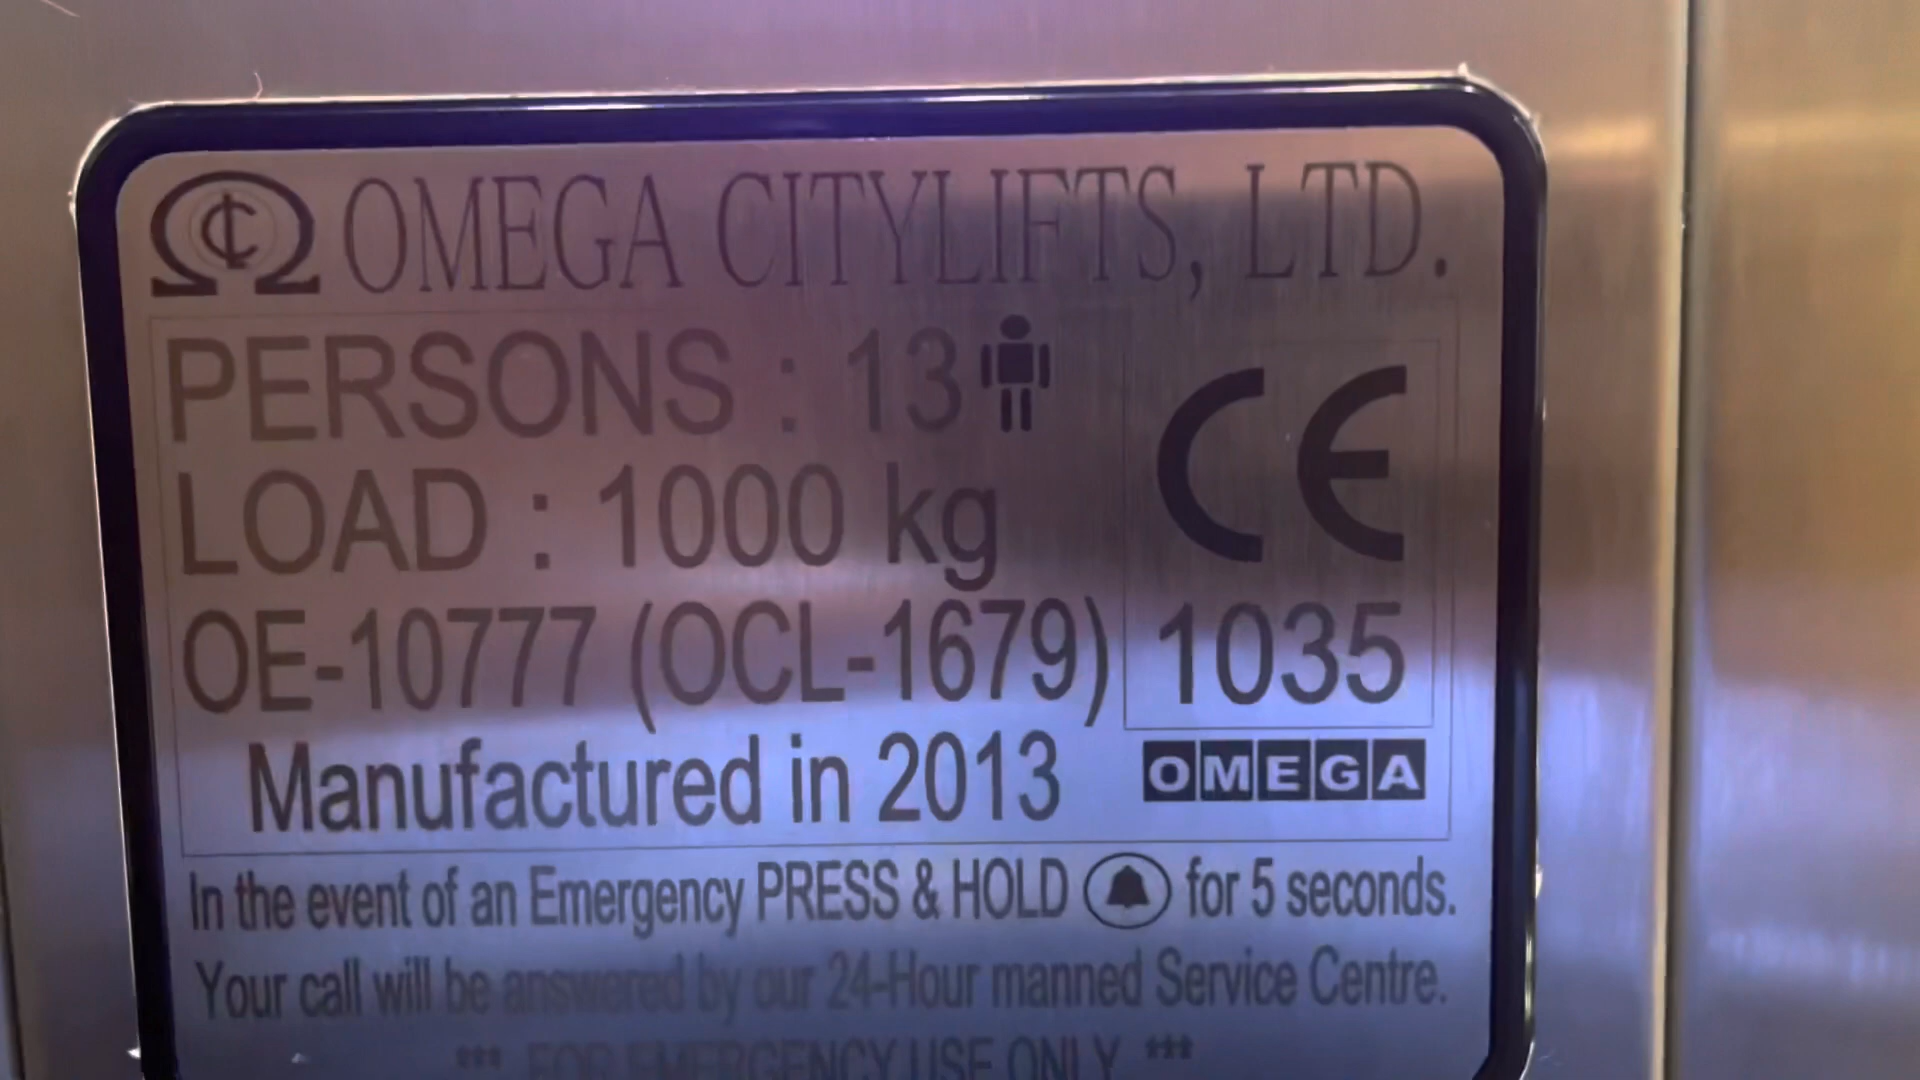 OMEGA CITYLIFTS, LTD.
PERSONS : 13
LOAD : 1000 kg
CE
OE-10777 (OCL-1679)
1035
Manufactured in 2013
OMEGA
In the event of an Emergency PRESS & HOLD for 5 seconds.
Your call will be answered by our 24-Hour manned Service Centre.
*** FOR EMERGENCY USE ONLY ***